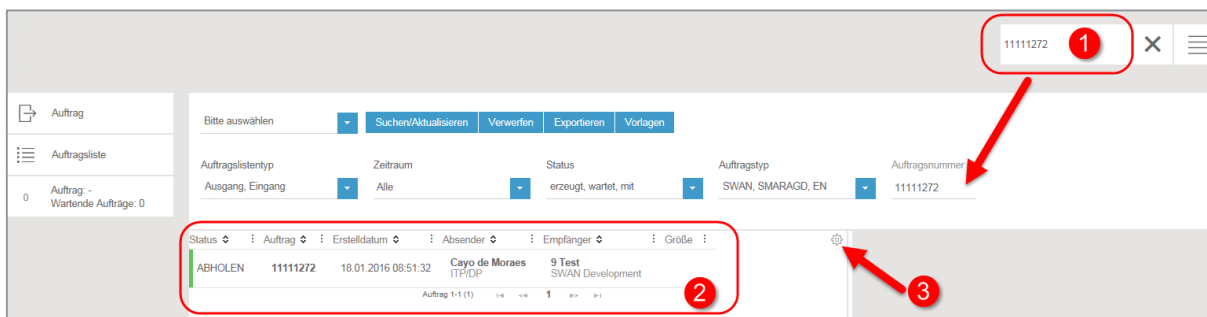 11111272 1
Auftrag
Auftragsliste
0 Auftrag: -
Wartende Aufträge: 0
Bitte auswählen Suchen/Aktualisieren Verwerfen Exportieren Vorlagen
Auftragslistentyp Zeitraum Status Auftragstyp Auftragsnummer
Ausgang, Eingang Alle erzeugt, wartet, mit SWAN, SMARAGD, EN 11111272
Status Auftrag Erstelldatum Absender Empfänger Größe
ABHOLEN 11111272 18.01.2016 08:51:32 Cayo de Moraes 9 Test
ITP/DP SWAN Development
Auftrag 1-1 (1) 1
2
3